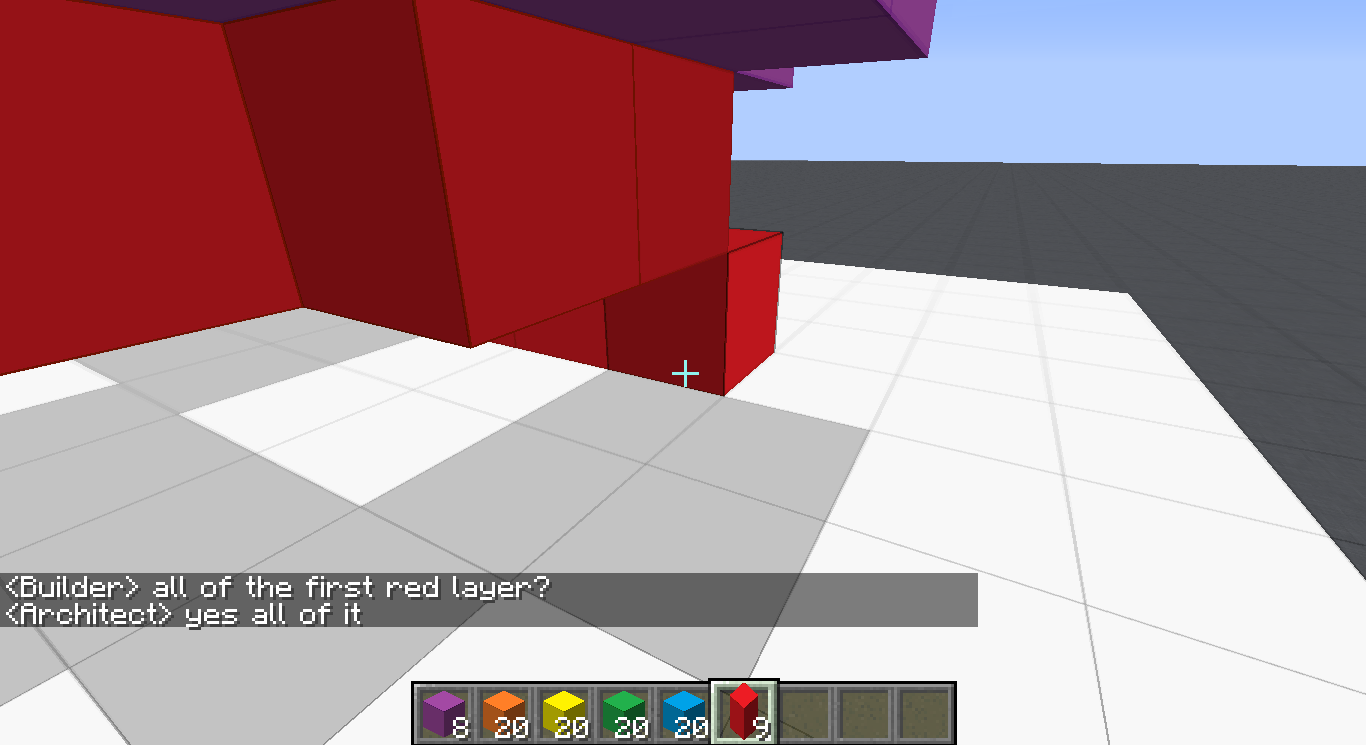 <Builder> all of the first red layer?
<Architect> yes all of it
8 20 20 20 20 9